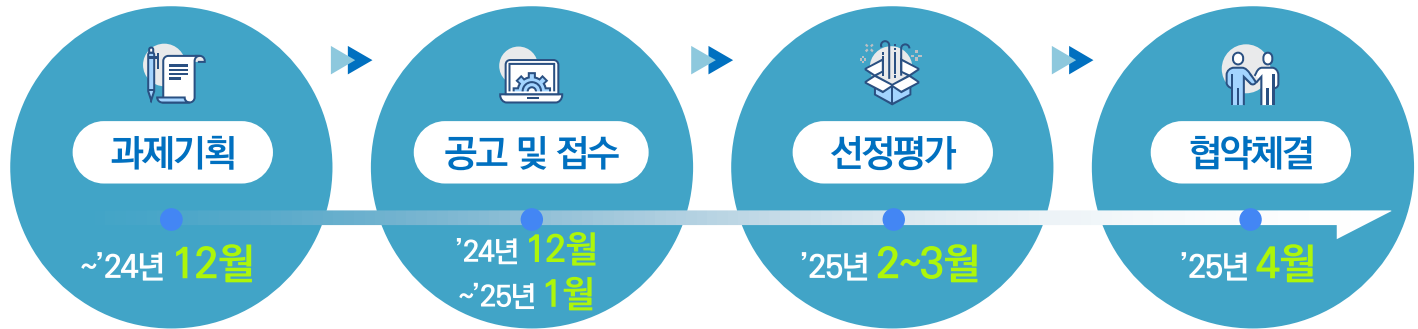 과제기획
~’24년 12월
공고 및 접수
’24년 12월
~’25년 1월
선정평가
’25년 2~3월
협약체결
’25년 4월